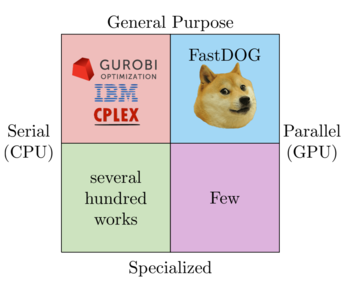 General Purpose
GUROBI
OPTIMIZATION
IBM
CPLEX
FastDOG
Serial
(CPU)
Parallel
(GPU)
several
hundred
works
Few
Specialized